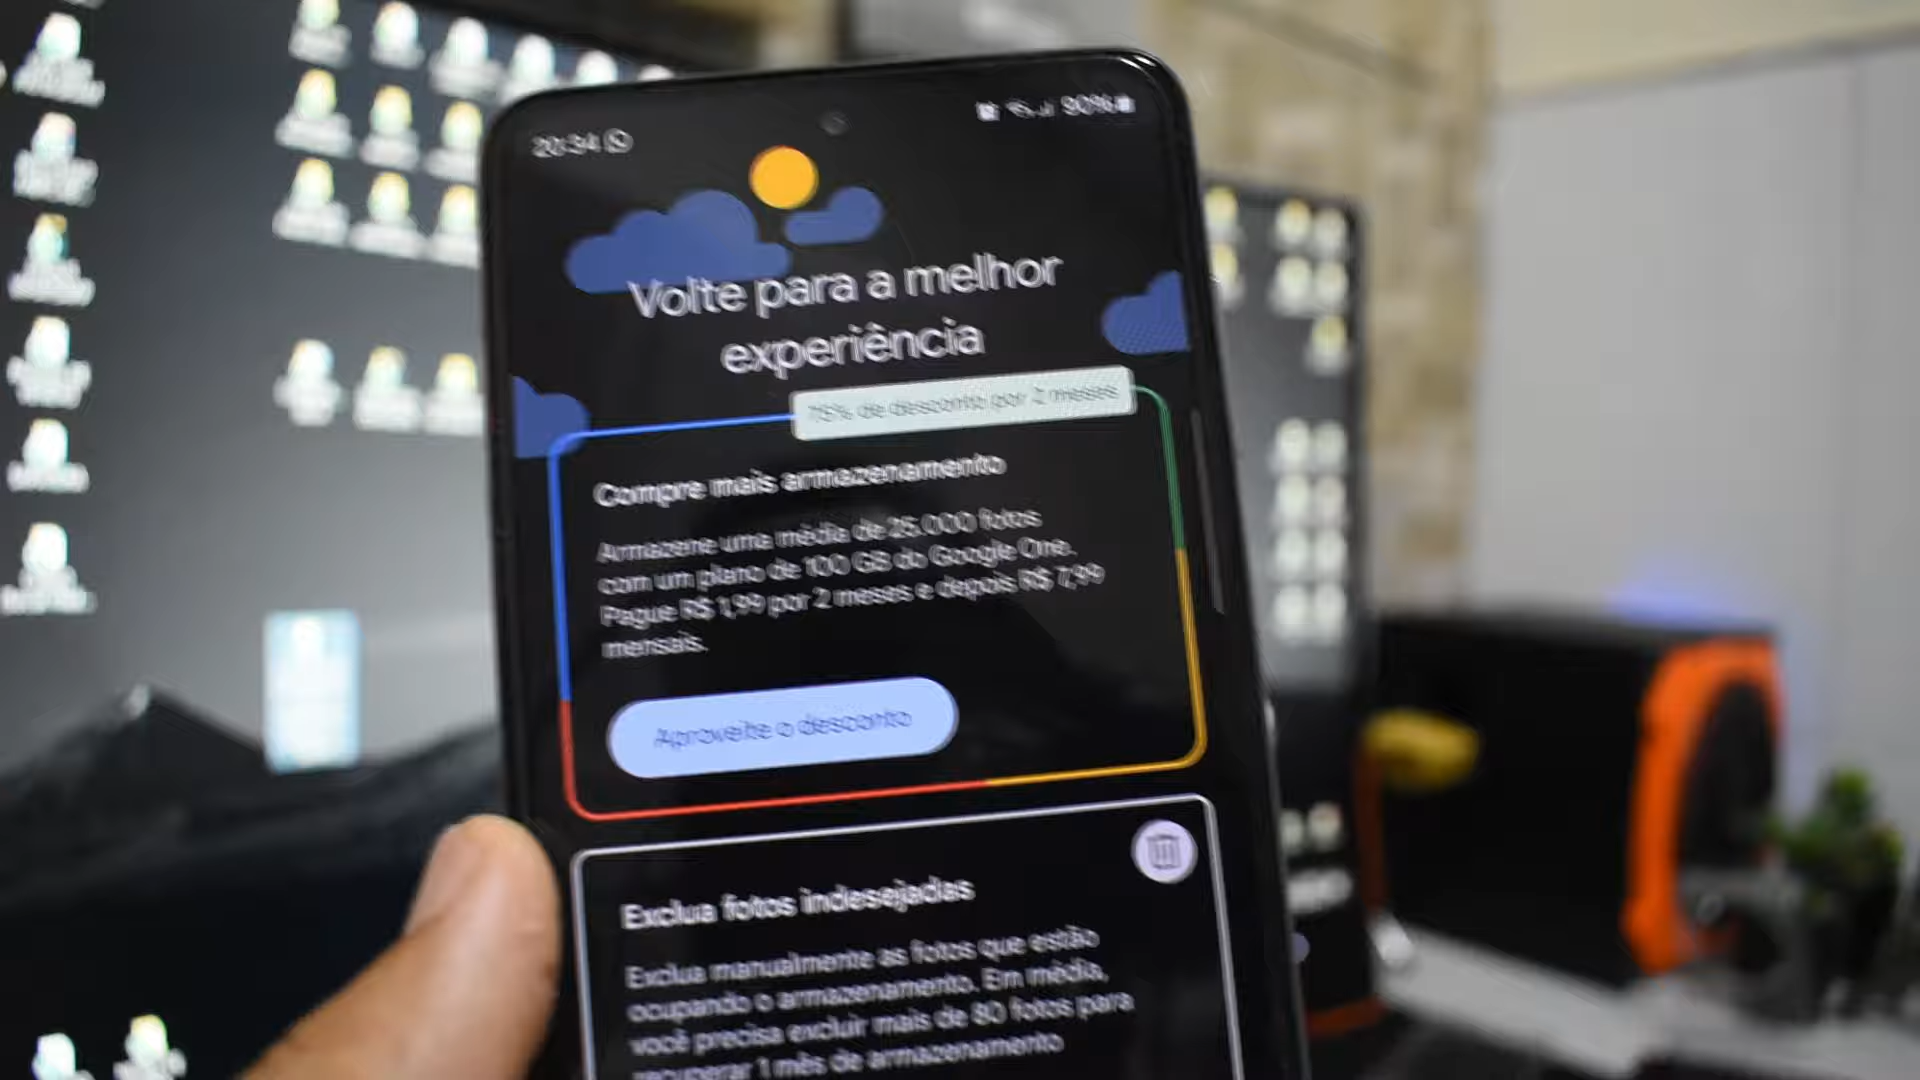 20:34
90%
Volte para a melhor
experiência
75% de desconto por 2 meses
Compre mais armazenamento
Armazene uma média de 25.000 fotos
com um plano de 100 GB do Google One.
Pague R$ 1,99 por 2 meses e depois R$ 7,99
mensais.
Aproveite o desconto
Exclua fotos indesejadas
Exclua manualmente as fotos que estão
ocupando o armazenamento. Em média,
você precisa excluir mais de 80 fotos para
recuperar 1 mês de armazenamento